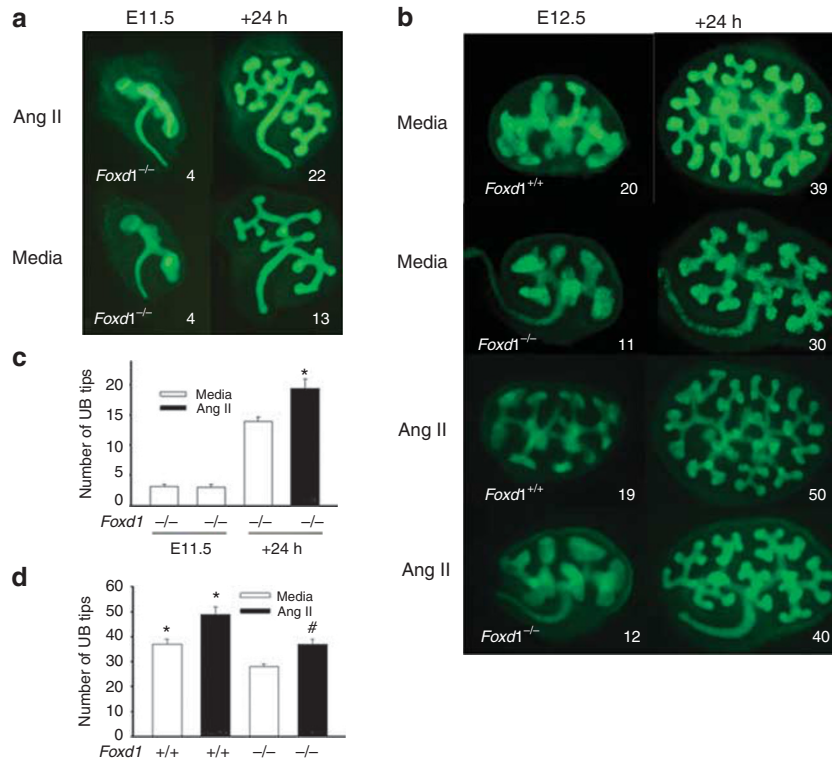 a
E11.5 +24 h
Ang II
Foxd1–/– 4 22
Media
Foxd1–/– 4 13
b
E12.5 +24 h
Media
Foxd1+/+ 20 39
Media
Foxd1–/– 11 30
Ang II
Foxd1+/+ 19 50
Ang II
Foxd1–/– 12 40
c
Number of UB tips
20
15
10
5
0
Media
Ang II
*
Foxd1 –/– –/– –/– –/–
E11.5 +24 h
d
Number of UB tips
60
50
40
30
20
10
0
Media
Ang II
* * #
Foxd1 +/+ +/+ –/– –/–